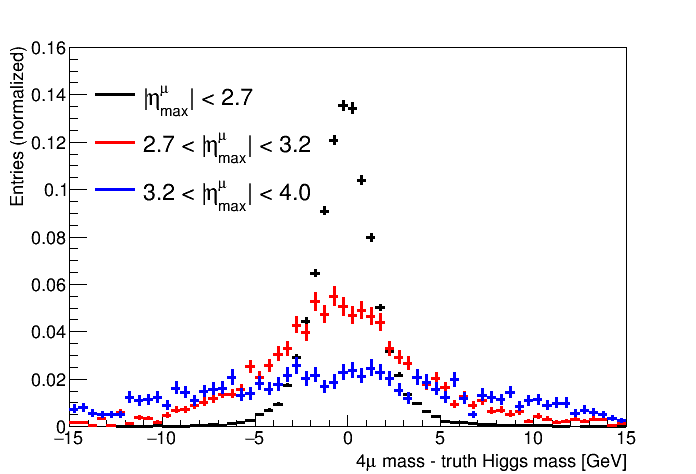 Entries (normalized)
0.16
0.14
0.12
0.1
0.08
0.06
0.04
0.02
0
|η^μ_max| < 2.7
2.7 < |η^μ_max| < 3.2
3.2 < |η^μ_max| < 4.0
−15 −10 −5 0 5 10 15
4μ mass - truth Higgs mass [GeV]